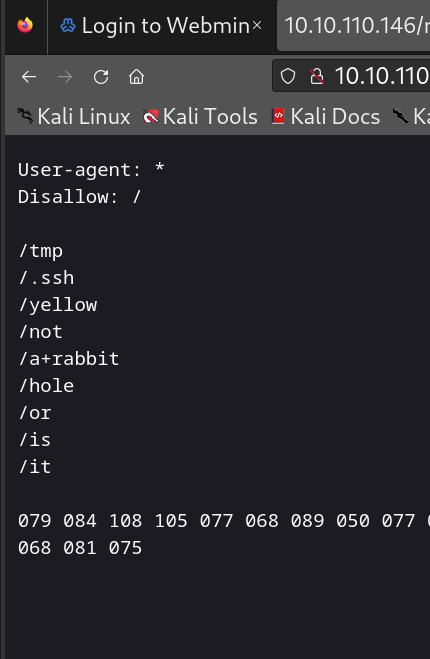 Login to Webmin
10.10.110.146/
10.10.110
Kali Linux Kali Tools Kali Docs
User-agent: *
Disallow: /
/tmp
/.ssh
/yellow
/not
/a+rabbit
/hole
/or
/is
/it
079 084 108 105 077 068 089 050 077
068 081 075